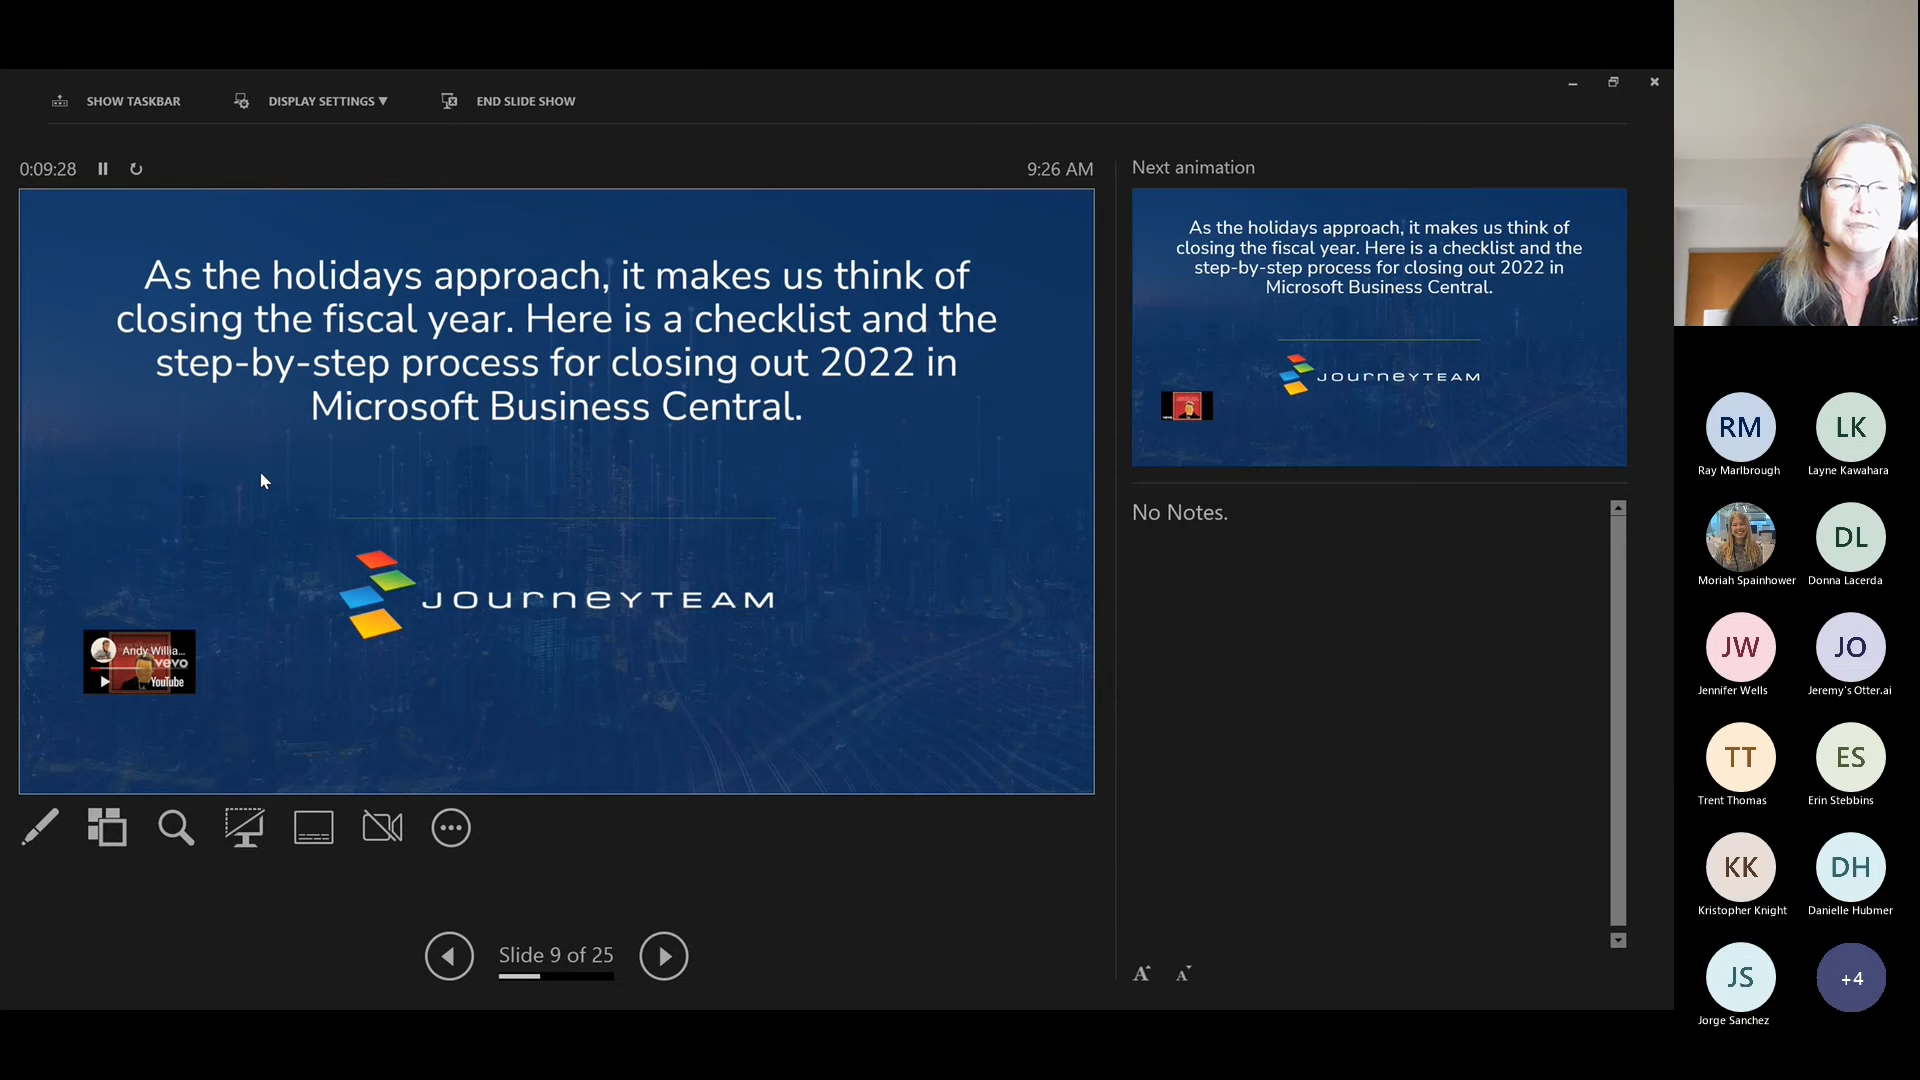 SHOW TASKBAR
DISPLAY SETTINGS ▼
END SLIDE SHOW
0:09:28
9:26 AM
As the holidays approach, it makes us think of
closing the fiscal year. Here is a checklist and the
step-by-step process for closing out 2022 in
Microsoft Business Central.
JOURNEYTEAM
Andy Willia...
vevo
YouTube
Slide 9 of 25
Next animation
As the holidays approach, it makes us think of
closing the fiscal year. Here is a checklist and the
step-by-step process for closing out 2022 in
Microsoft Business Central.
JOURNEYTEAM
No Notes.
A
A
RM
Ray Marlbrough
LK
Layne Kawahara
Moriah Spainhower
DL
Donna Lacerda
JW
Jennifer Wells
JO
Jeremy's Otter.ai
TT
Trent Thomas
ES
Erin Stebbins
KK
Kristopher Knight
DH
Danielle Hubmer
JS
Jorge Sanchez
+4